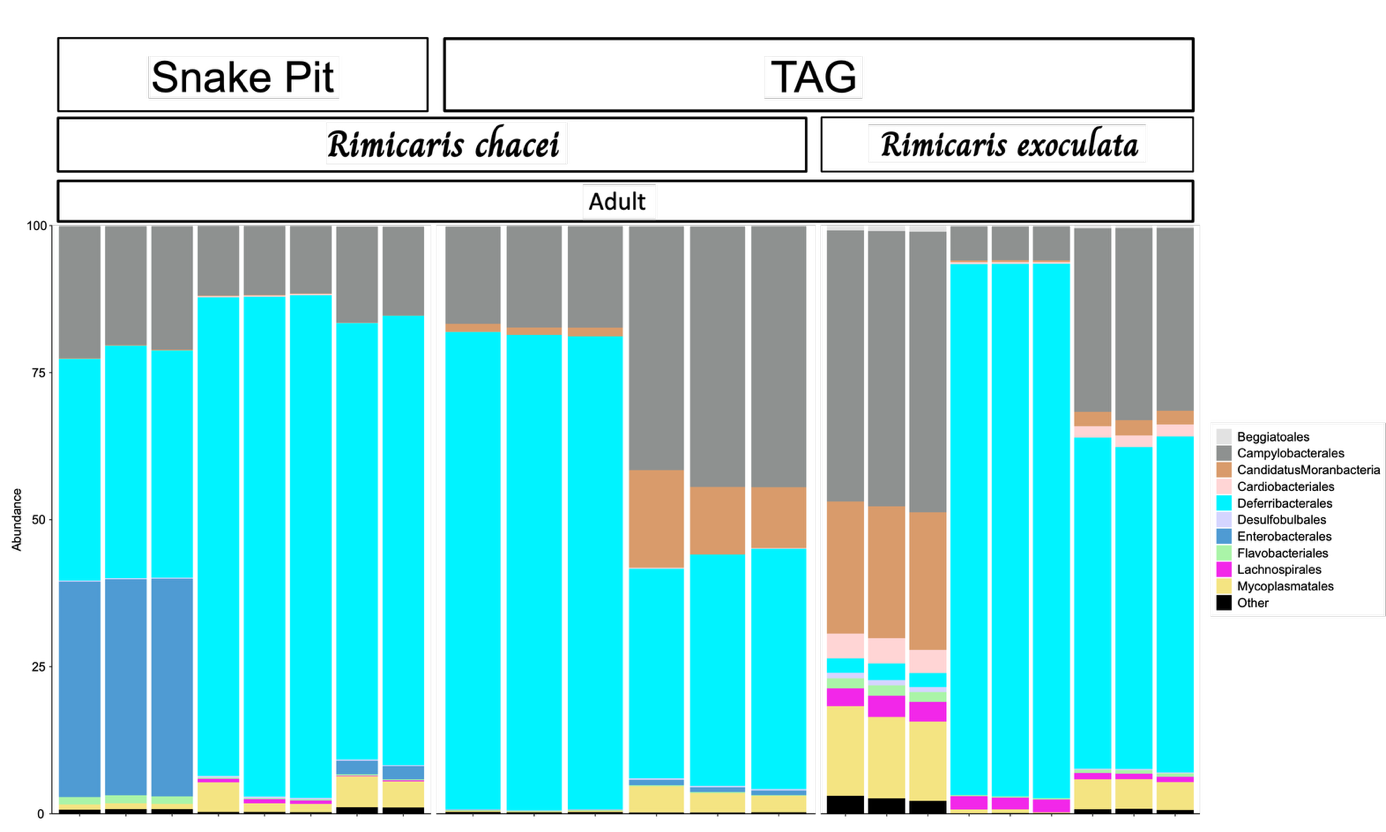 Snake Pit
TAG
Rimicaris chacei
Rimicaris exoculata
Adult
100
75
50
25
0
Abundance
Beggiatoales
Campylobacterales
CandidatusMoranbacteria
Cardiobacteriales
Deferribacterales
Desulfobulbales
Enterobacterales
Flavobacteriales
Lachnospirales
Mycoplasmatales
Other